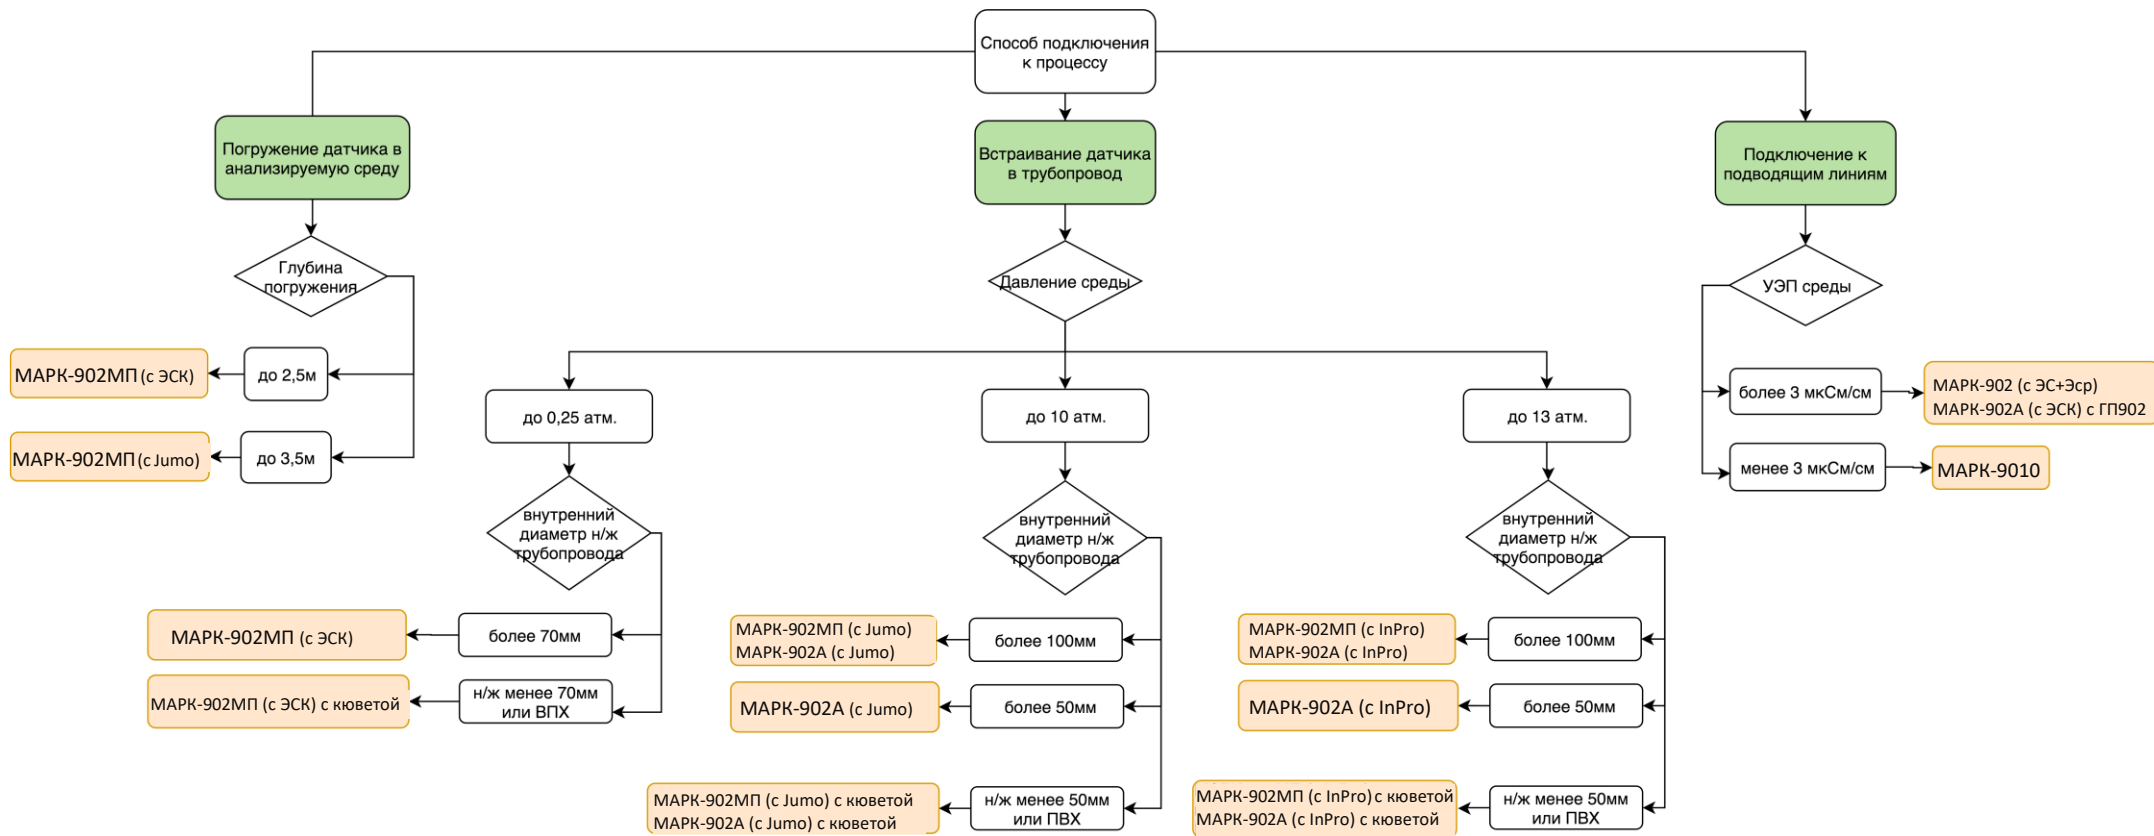 Способ подключения
к процессу
Погружение датчика в
анализируемую среду
Встраивание датчика
в трубопровод
Подключение к
подводящим линиям
Глубина
погружения
Давление среды
УЭП среды
МАРК-902МП (с ЭСК)
до 2,5м
МАРК-902МП (с Jumo)
до 3,5м
до 0,25 атм.
до 10 атм.
до 13 атм.
более 3 мкСм/см
МАРК-902 (с ЭС+Эср)
МАРК-902А (с ЭСК) с ГП902
менее 3 мкСм/см
МАРК-9010
внутренний
диаметр н/ж
трубопровода
внутренний
диаметр н/ж
трубопровода
внутренний
диаметр н/ж
трубопровода
МАРК-902МП (с ЭСК)
более 70мм
МАРК-902МП (с ЭСК) с кюветой
н/ж менее 70мм
или ВПХ
МАРК-902МП (с Jumo)
МАРК-902А (с Jumo)
более 100мм
МАРК-902А (с Jumo)
более 50мм
МАРК-902МП (с Jumo) с кюветой
МАРК-902А (с Jumo) с кюветой
н/ж менее 50мм
или ПВХ
МАРК-902МП (с InPro)
МАРК-902А (с InPro)
более 100мм
МАРК-902А (с InPro)
более 50мм
МАРК-902МП (с InPro) с кюветой
МАРК-902А (с InPro) с кюветой
н/ж менее 50мм
или ПВХ